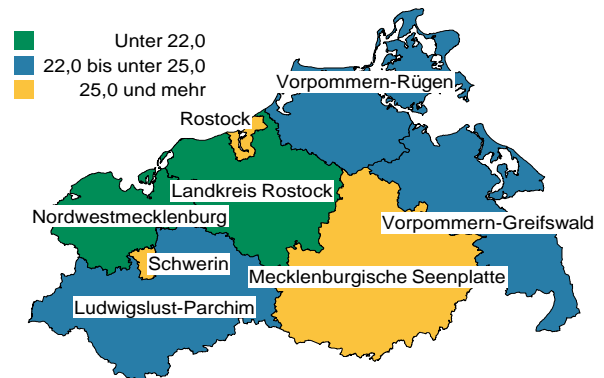 Unter 22,0
22,0 bis unter 25,0
25,0 und mehr
Vorpommern-Rügen
Rostock
Landkreis Rostock
Nordwestmecklenburg
Vorpommern-Greifswald
Schwerin
Mecklenburgische Seenplatte
Ludwigslust-Parchim